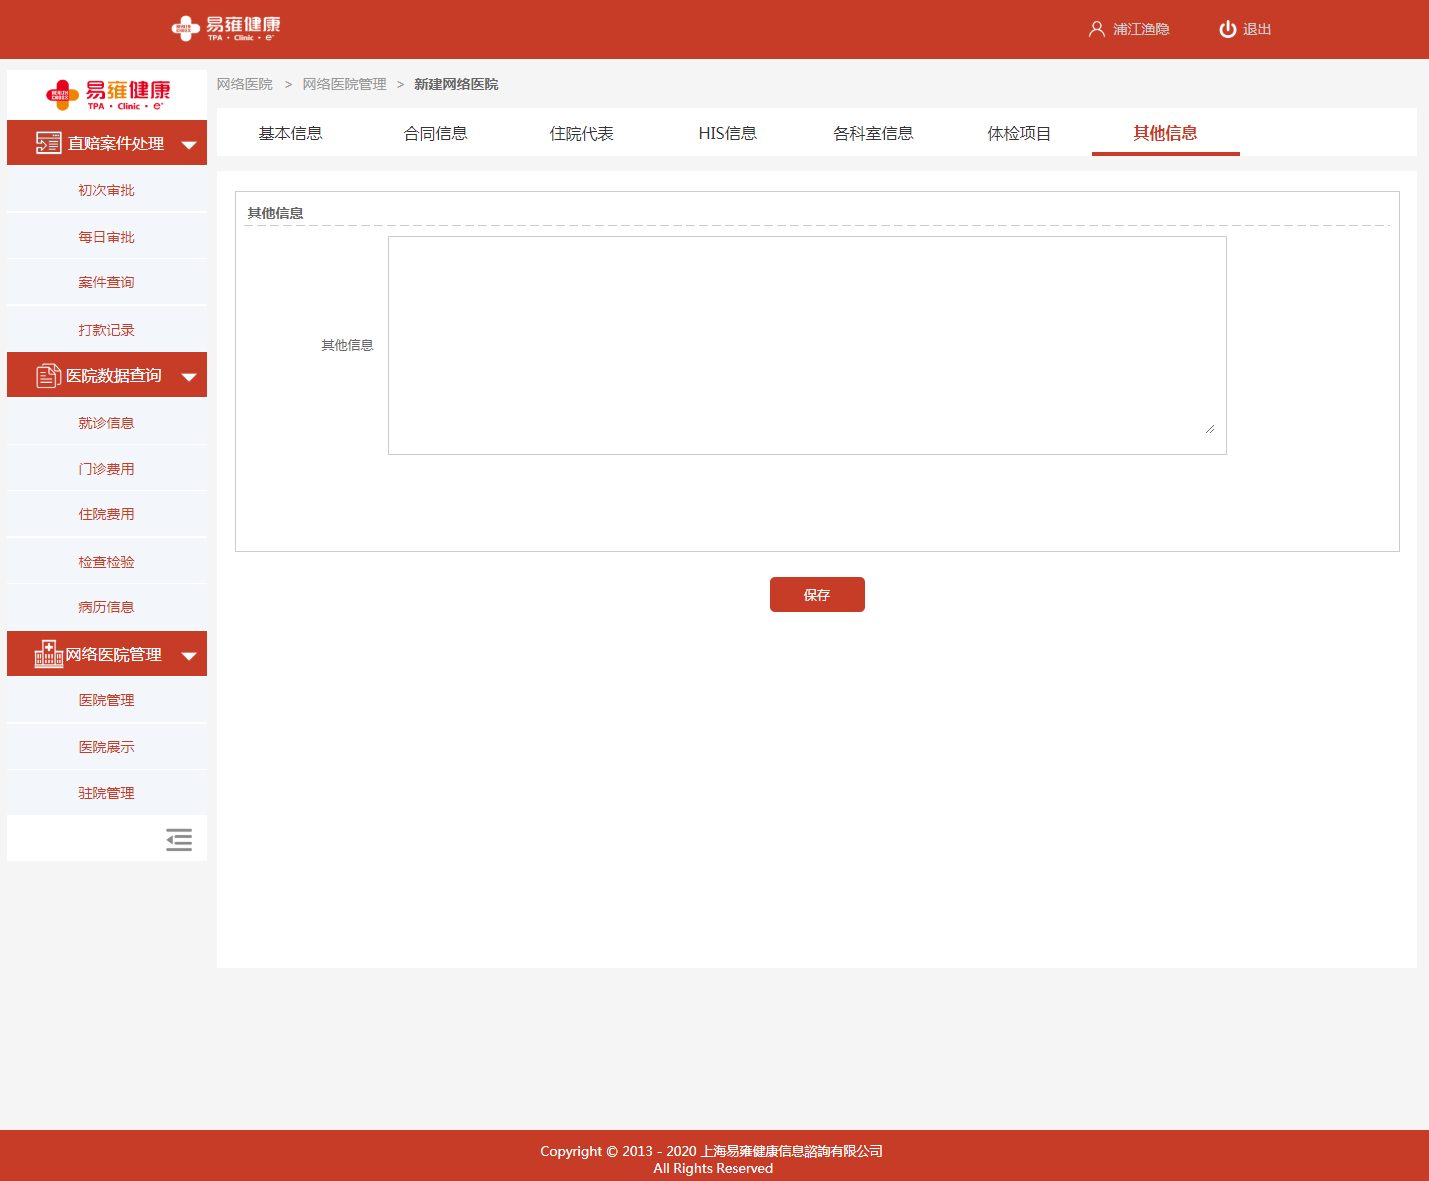 易雍健康
TPA · Clinic · e+
浦江渔隐
退出
易雍健康
TPA · Clinic · e+
网络医院 > 网络医院管理 > 新建网络医院
基本信息 合同信息 住院代表 HIS信息 各科室信息 体检项目 其他信息
直赔案件处理
初次审批
每日审批
案件查询
打款记录
医院数据查询
就诊信息
门诊费用
住院费用
检查检验
病历信息
网络医院管理
医院管理
医院展示
驻院管理
其他信息
其他信息
保存
Copyright © 2013 - 2020 上海易雍健康信息諮詢有限公司
All Rights Reserved